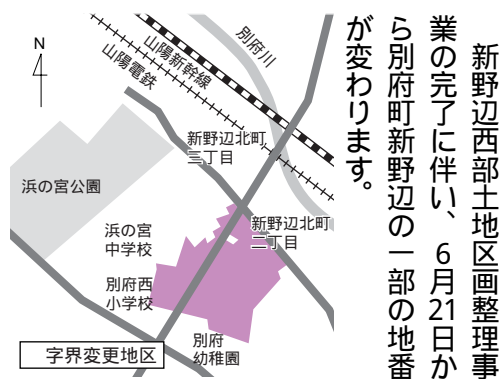 新野辺西部土地区画整理事
業の完了に伴い、6月21日か
ら別府町新野辺の一部の地番
が変わります。
N
別府川
山陽新幹線
山陽電鉄
新野辺北町
三丁目
浜の宮公園
新野辺北町
二丁目
浜の宮
中学校
別府西
小学校
別府
幼稚園
字界変更地区